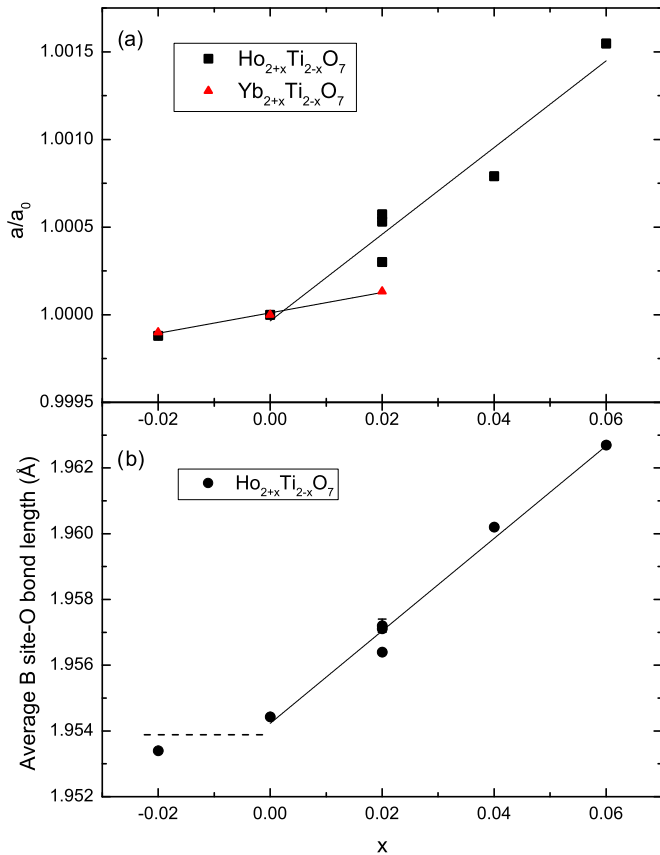 (a)
Ho₂₊ₓTi₂₋ₓO₇
Yb₂₊ₓTi₂₋ₓO₇
a/a₀
1.0015
1.0010
1.0005
1.0000
0.9995
-0.02 0.00 0.02 0.04 0.06
(b)
Ho₂₊ₓTi₂₋ₓO₇
Average B site-O bond length (Å)
1.962
1.960
1.958
1.956
1.954
1.952
-0.02 0.00 0.02 0.04 0.06
x